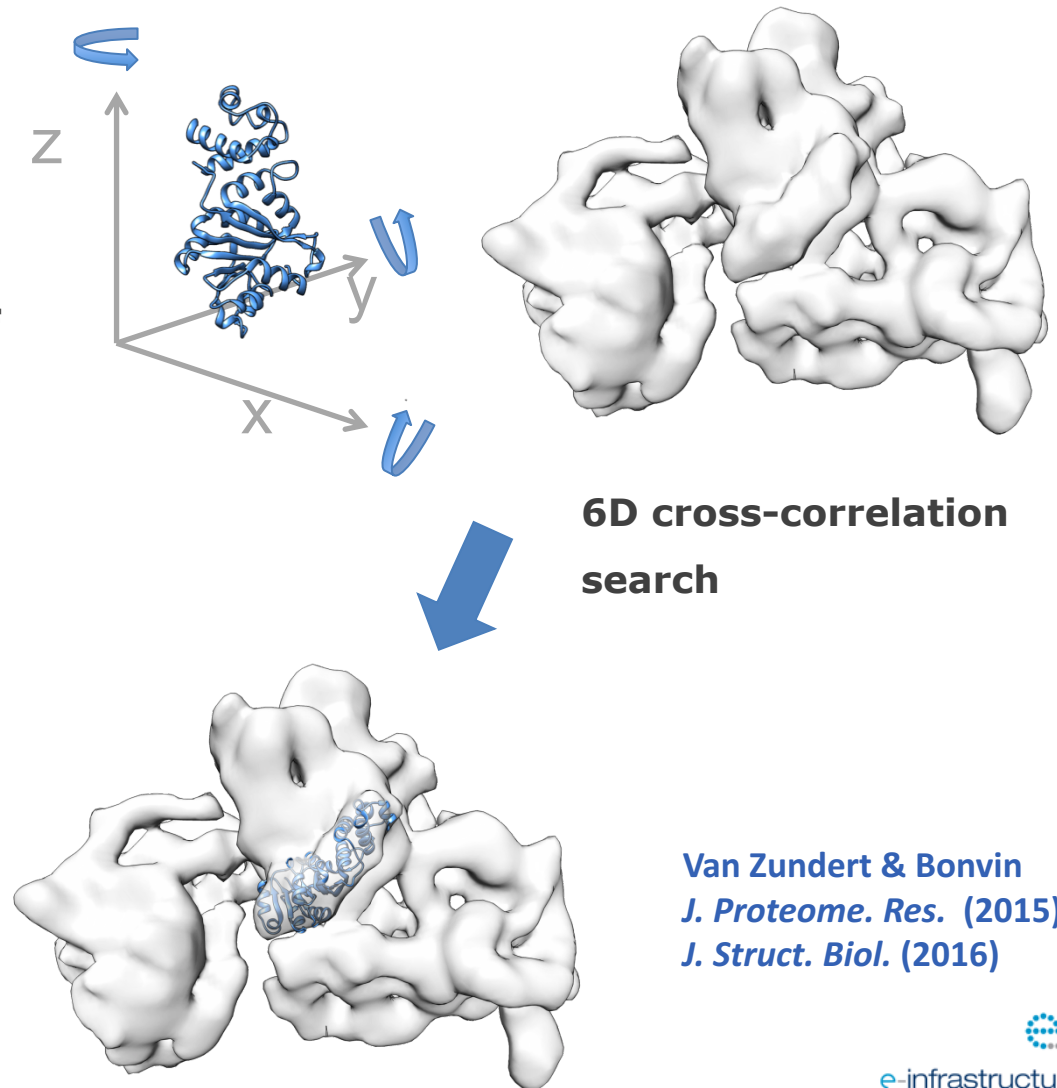 Z
y
X
6D cross-correlation
search
Van Zundert & Bonvin
J. Proteome. Res. (2015)
J. Struct. Biol. (2016)